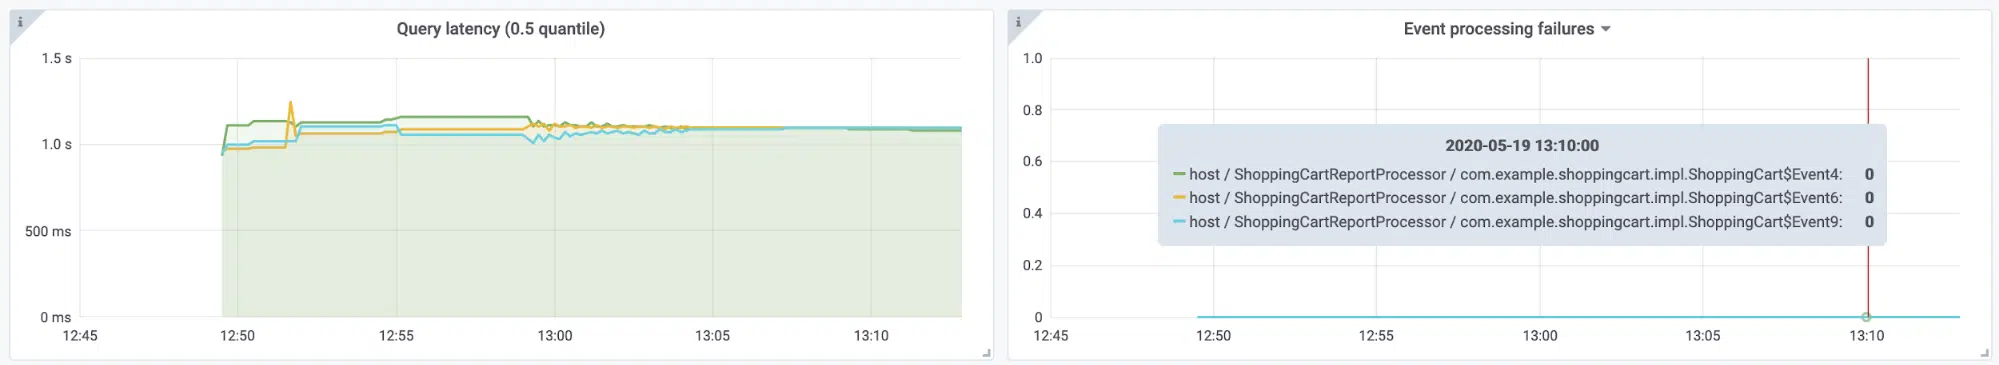 Query latency (0.5 quantile)
1.5 s
1.0 s
500 ms
0 ms
12:45 12:50 12:55 13:00 13:05 13:10
Event processing failures
1.0
0.8
0.6
0.4
0.2
0
2020-05-19 13:10:00
host / ShoppingCartReportProcessor / com.example.shoppingcart.impl.ShoppingCart$Event4: 0
host / ShoppingCartReportProcessor / com.example.shoppingcart.impl.ShoppingCart$Event6: 0
host / ShoppingCartReportProcessor / com.example.shoppingcart.impl.ShoppingCart$Event9: 0
12:45 12:50 12:55 13:00 13:05 13:10